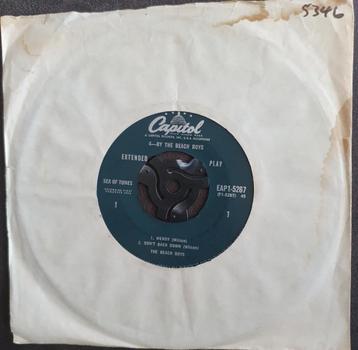 5346
Capitol
4—BY THE BEACH BOYS
EXTENDED PLAY
SEA OF TUNES
EAP1-5267
45
1 1
1. WENDY (Wilson)
2. DON'T BACK DOWN (Wilson)
THE BEACH BOYS